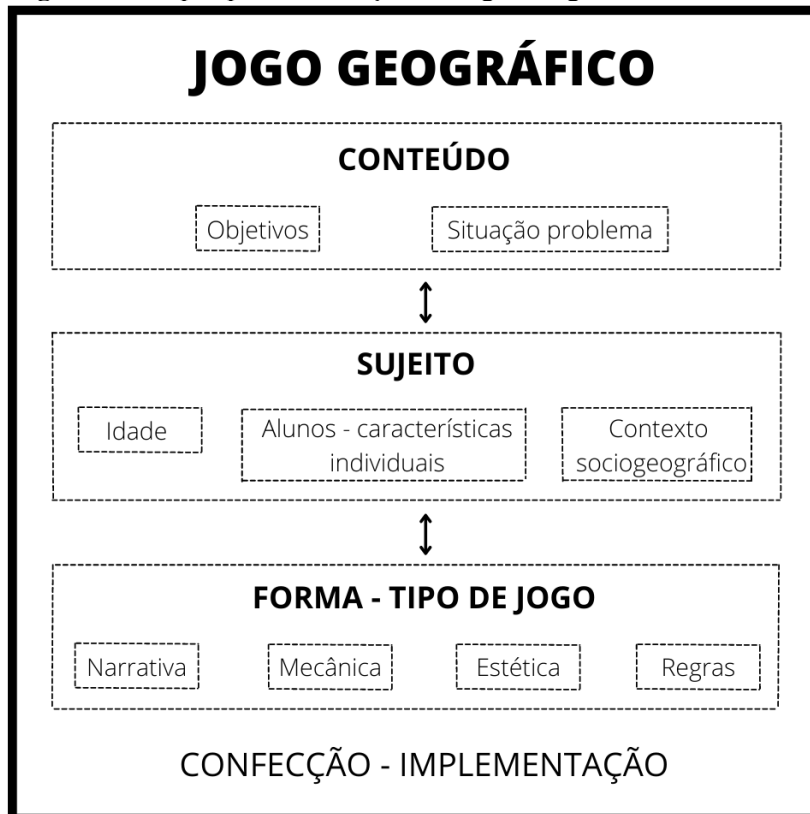 JOGO GEOGRÁFICO
CONTEÚDO
Objetivos
Situação problema
SUJEITO
Idade
Alunos - características
individuais
Contexto
sociogeográfico
FORMA - TIPO DE JOGO
Narrativa
Mecânica
Estética
Regras
CONFECÇÃO - IMPLEMENTAÇÃO